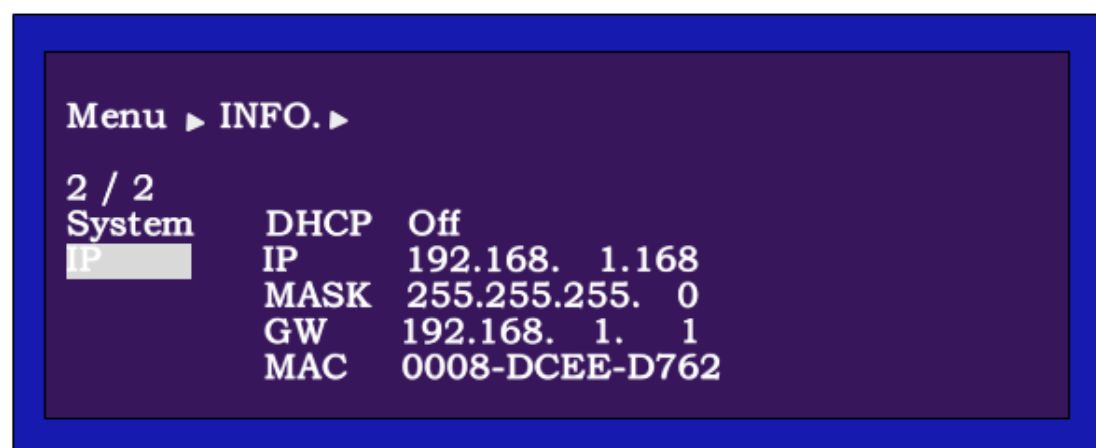 Menu ▶ INFO. ▶
2 / 2
System DHCP Off
IP IP 192.168. 1.168
MASK 255.255.255. 0
GW 192.168. 1. 1
MAC 0008-DCEE-D762